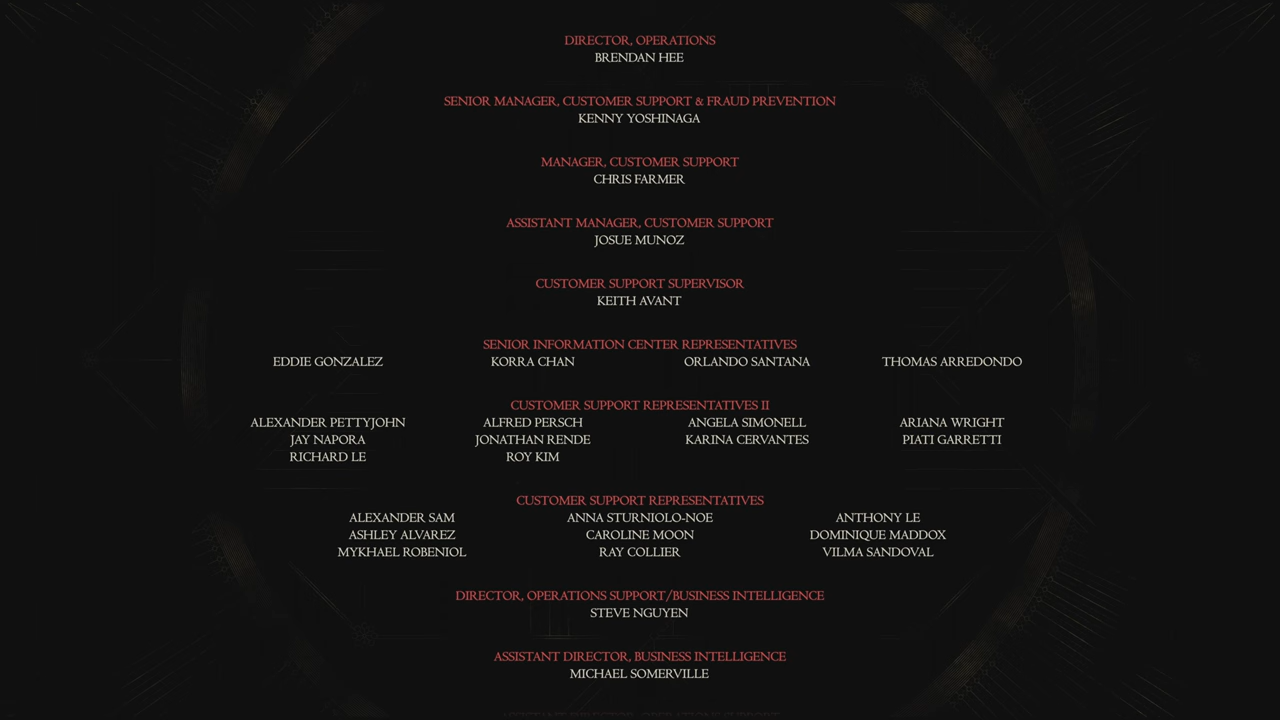 DIRECTOR, OPERATIONS
BRENDAN HEE
SENIOR MANAGER, CUSTOMER SUPPORT & FRAUD PREVENTION
KENNY YOSHINAGA
MANAGER, CUSTOMER SUPPORT
CHRIS FARMER
ASSISTANT MANAGER, CUSTOMER SUPPORT
JOSUE MUNOZ
CUSTOMER SUPPORT SUPERVISOR
KEITH AVANT
SENIOR INFORMATION CENTER REPRESENTATIVES
EDDIE GONZALEZ KORRA CHAN ORLANDO SANTANA THOMAS ARREDONDO
CUSTOMER SUPPORT REPRESENTATIVES II
ALEXANDER PETTYJOHN ALFRED PERSCH ANGELA SIMONELL ARIANA WRIGHT
JAY NAPORA JONATHAN RENDE KARINA CERVANTES PIATI GARRETTI
RICHARD LE ROY KIM
CUSTOMER SUPPORT REPRESENTATIVES
ALEXANDER SAM ANNA STURNIOLO-NOE ANTHONY LE
ASHLEY ALVAREZ CAROLINE MOON DOMINIQUE MADDOX
MYKHAEL ROBENIOL RAY COLLIER VILMA SANDOVAL
DIRECTOR, OPERATIONS SUPPORT/BUSINESS INTELLIGENCE
STEVE NGUYEN
ASSISTANT DIRECTOR, BUSINESS INTELLIGENCE
MICHAEL SOMERVILLE